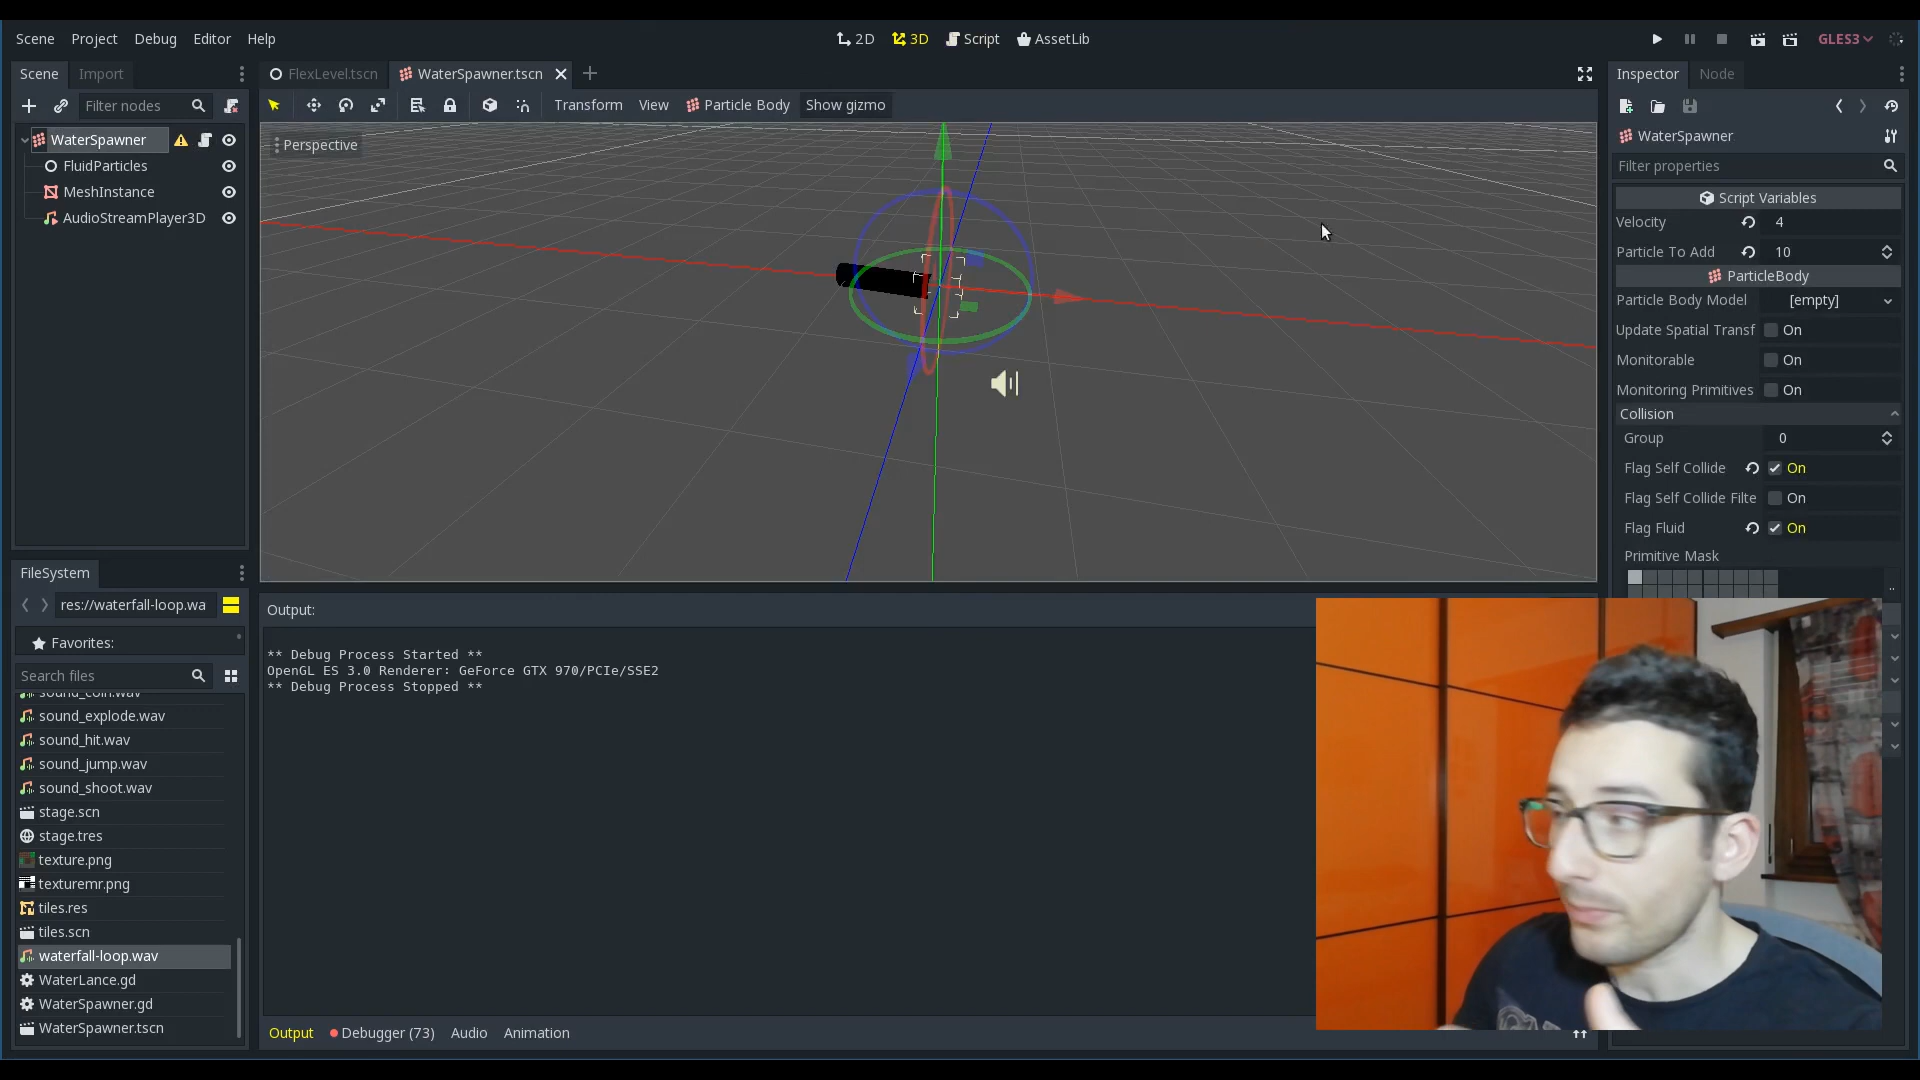 Scene Project Debug Editor Help
2D 3D Script AssetLib
GLES3
Scene Import
Filter nodes
WaterSpawner
FluidParticles
MeshInstance
AudioStreamPlayer3D
FlexLevel.tscn WaterSpawner.tscn
Transform View Particle Body Show gizmo
Perspective
Inspector Node
WaterSpawner
Filter properties
Script Variables
Velocity 4
Particle To Add 10
ParticleBody
Particle Body Model [empty]
Update Spatial Transf On
Monitorable On
Monitoring Primitives On
Collision
Group 0
Flag Self Collide On
Flag Self Collide Filte On
Flag Fluid On
Primitive Mask
..
FileSystem
res://waterfall-loop.wa
Favorites:
Search files
sound_coin.wav
sound_explode.wav
sound_hit.wav
sound_jump.wav
sound_shoot.wav
stage.scn
stage.tres
texture.png
texturemr.png
tiles.res
tiles.scn
waterfall-loop.wav
WaterLance.gd
WaterSpawner.gd
WaterSpawner.tscn
Output:
** Debug Process Started **
OpenGL ES 3.0 Renderer: GeForce GTX 970/PCIe/SSE2
** Debug Process Stopped **
Output Debugger (73) Audio Animation